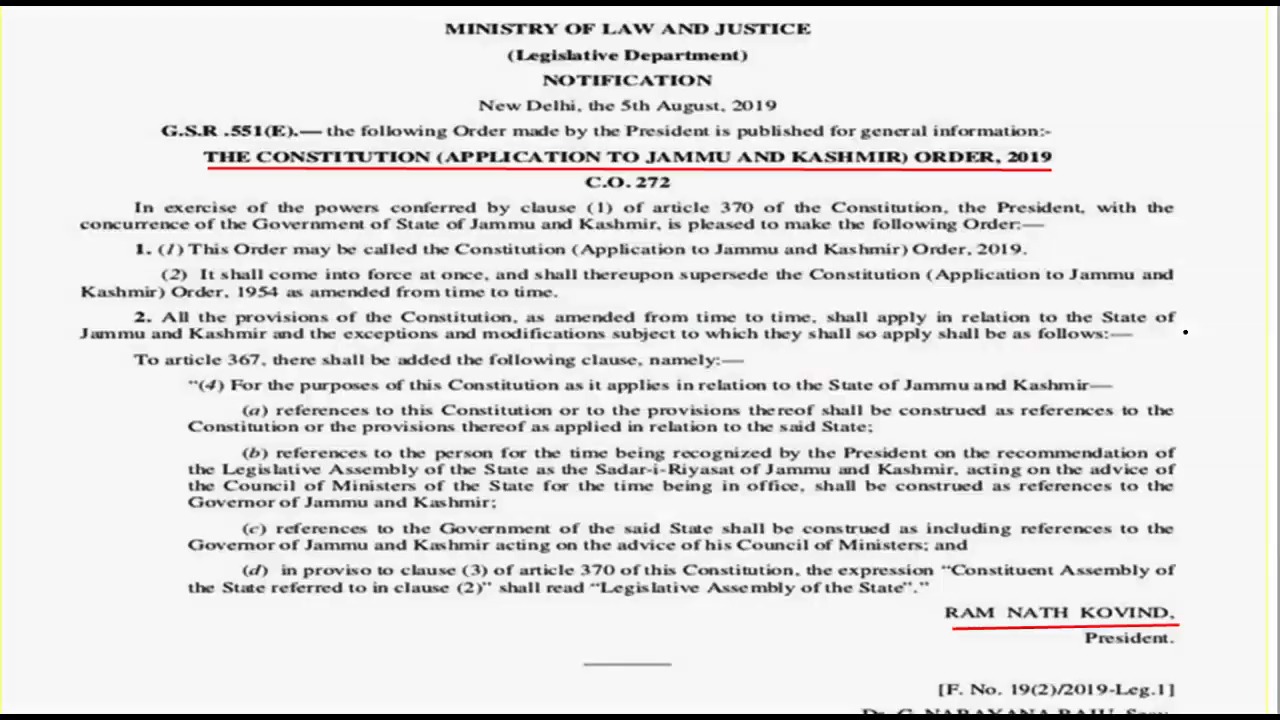 MINISTRY OF LAW AND JUSTICE
(Legislative Department)
NOTIFICATION
New Delhi, the 5th August, 2019
G.S.R .551(E).— the following Order made by the President is published for general information:-
THE CONSTITUTION (APPLICATION TO JAMMU AND KASHMIR) ORDER, 2019
C.O. 272
In exercise of the powers conferred by clause (1) of article 370 of the Constitution, the President, with the
concurrence of the Government of State of Jammu and Kashmir, is pleased to make the following Order:—
1. (1) This Order may be called the Constitution (Application to Jammu and Kashmir) Order, 2019.
(2) It shall come into force at once, and shall thereupon supersede the Constitution (Application to Jammu and
Kashmir) Order, 1954 as amended from time to time.
2. All the provisions of the Constitution, as amended from time to time, shall apply in relation to the State of
Jammu and Kashmir and the exceptions and modifications subject to which they shall so apply shall be as follows:—
To article 367, there shall be added the following clause, namely:—
“(4) For the purposes of this Constitution as it applies in relation to the State of Jammu and Kashmir—
(a) references to this Constitution or to the provisions thereof shall be construed as references to the
Constitution or the provisions thereof as applied in relation to the said State;
(b) references to the person for the time being recognized by the President on the recommendation of
the Legislative Assembly of the State as the Sadar-i-Riyasat of Jammu and Kashmir, acting on the advice of
the Council of Ministers of the State for the time being in office, shall be construed as references to the
Governor of Jammu and Kashmir;
(c) references to the Government of the said State shall be construed as including references to the
Governor of Jammu and Kashmir acting on the advice of his Council of Ministers; and
(d) in proviso to clause (3) of article 370 of this Constitution, the expression “Constituent Assembly of
the State referred to in clause (2)” shall read “Legislative Assembly of the State”.”
RAM NATH KOVIND,
President.
[F. No. 19(2)/2019-Leg.1]